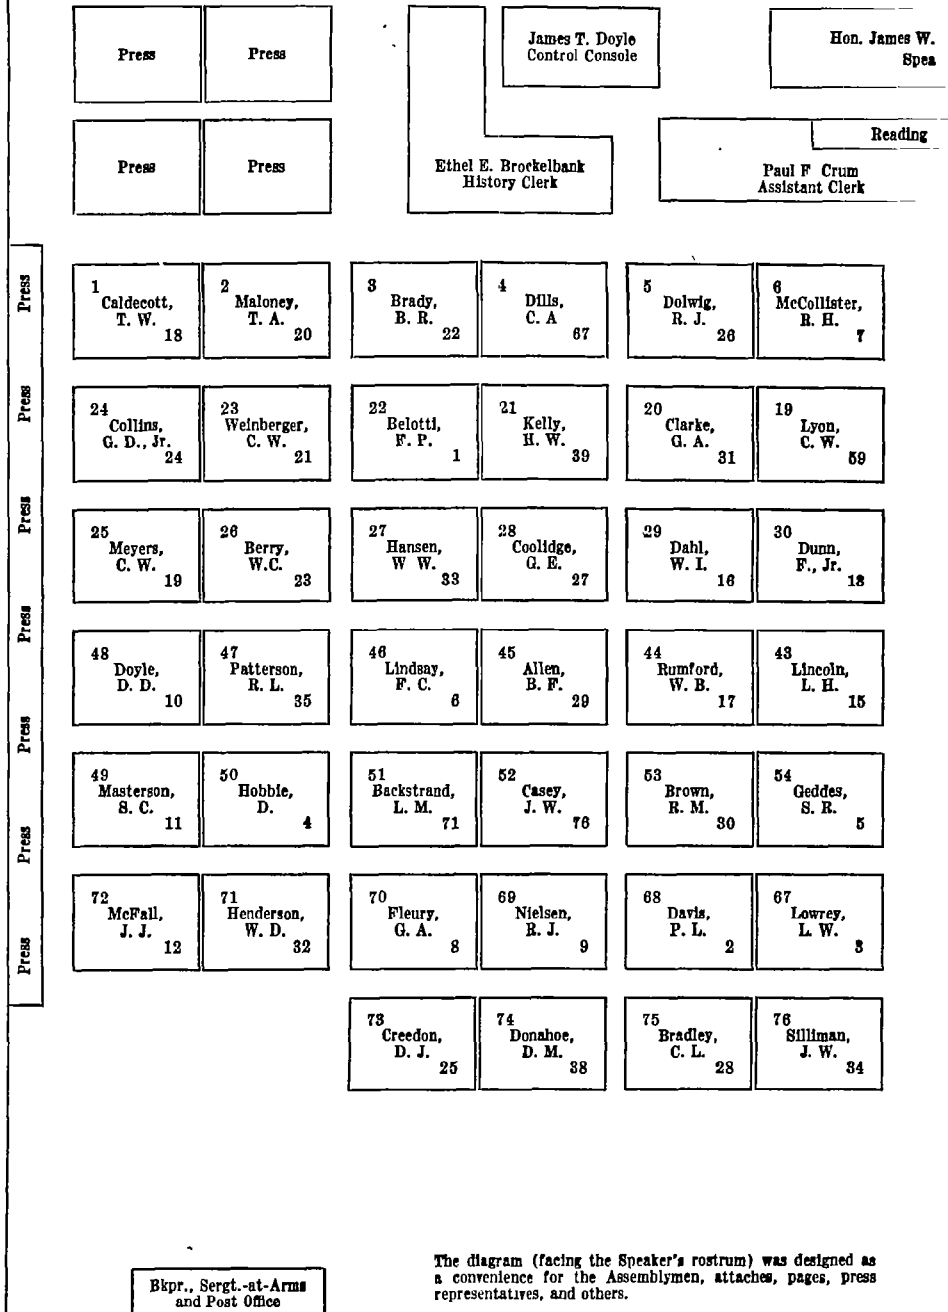 Press
Press
James T. Doyle
Control Console
Hon. James W.
Spea
Press
Press
Ethel E. Brockelbank
History Clerk
Reading
Paul F Crum
Assistant Clerk
Press
Press
Press
Press
Press
Press
Press
1
Caldecott,
T. W.
18
2
Maloney,
T. A.
20
3
Brady,
B. R.
22
4
Dills,
C. A
67
5
Dolwig,
R. J.
26
6
McCollister,
R. H.
7
24
Collins,
G. D., Jr.
24
23
Weinberger,
C. W.
21
22
Belotti,
F. P.
1
21
Kelly,
H. W.
39
20
Clarke,
G. A.
31
19
Lyon,
C. W.
59
25
Meyers,
C. W.
19
26
Berry,
W.C.
23
27
Hansen,
W W.
33
28
Coolidge,
G. E.
27
29
Dahl,
W. I.
16
30
Dunn,
F., Jr.
13
48
Doyle,
D. D.
10
47
Patterson,
R. L.
35
46
Lindsay,
F. C.
6
45
Allen,
B. F.
29
44
Rumford,
W. B.
17
43
Lincoln,
L. H.
15
49
Masterson,
S. C.
11
50
Hobbie,
D.
4
51
Backstrand,
L. M.
71
52
Casey,
J. W.
76
53
Brown,
R. M.
30
54
Geddes,
S. R.
5
72
McFall,
J. J.
12
71
Henderson,
W. D.
32
70
Fleury,
G. A.
8
69
Nielsen,
R. J.
9
68
Davis,
P. L.
2
67
Lowrey,
L. W.
3
73
Creedon,
D. J.
25
74
Donahoe,
D. M.
38
75
Bradley,
C. L.
28
76
Silliman,
J. W.
34
Bkpr., Sergt.-at-Arms
and Post Office
The diagram (facing the Speaker's rostrum) was designed as
a convenience for the Assemblymen, attaches, pages, press
representatives, and others.